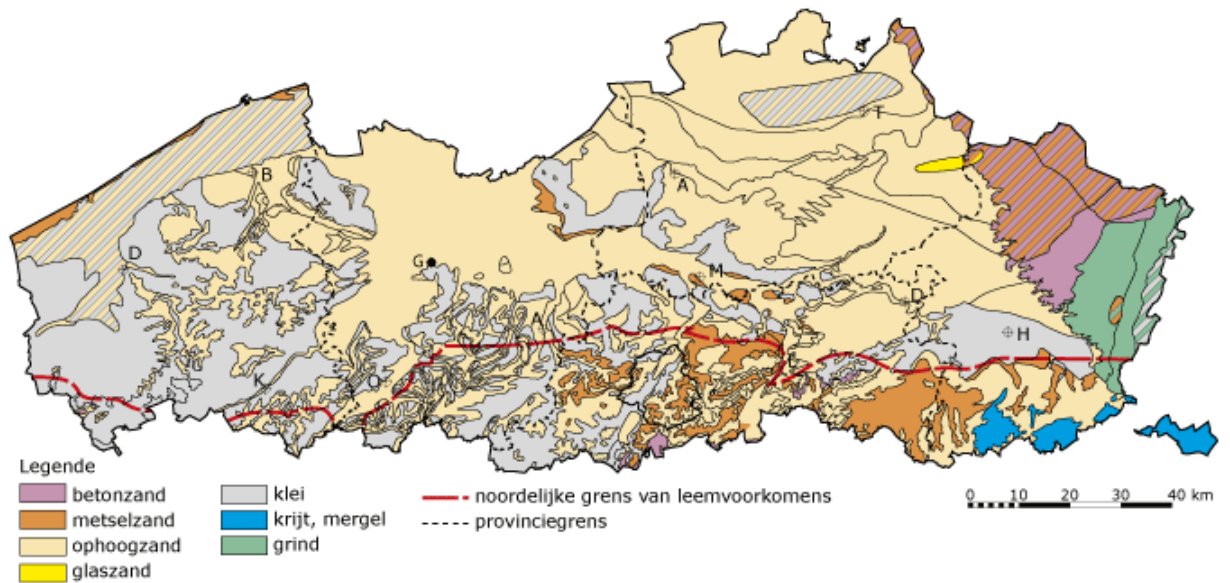 T
B
A
D
G
M
D
A
H
K
O
Legende
betonzand
metselzand
ophoogzand
glaszand
klei
krijt, mergel
grind
noordelijke grens van leemvoorkomens
provinciegrens
0 10 20 30 40 km